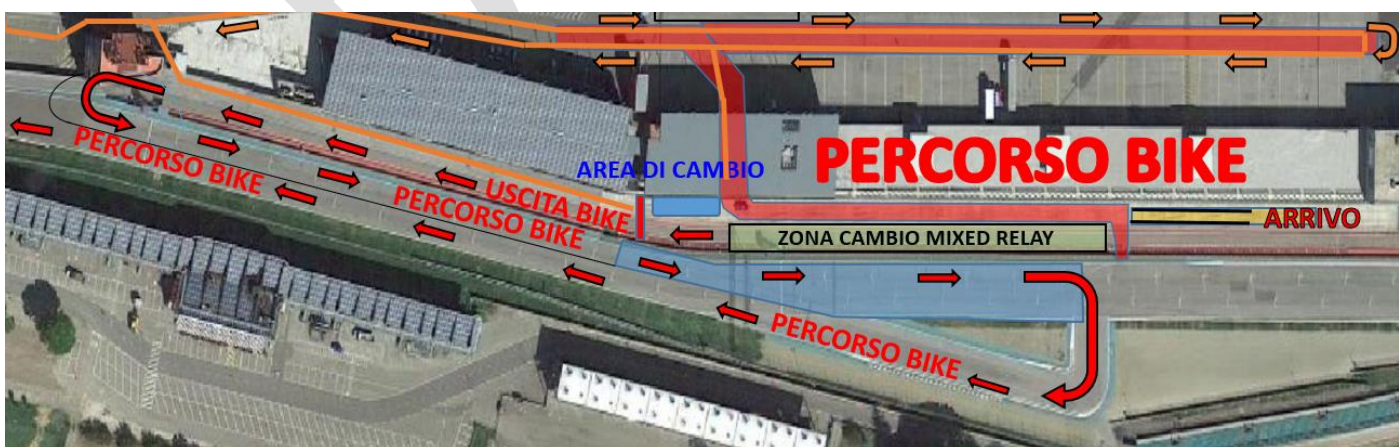 PERCORSO BIKE
AREA DI CAMBIO
PERCORSO BIKE
USCITA BIKE
PERCORSO BIKE
ARRIVO
ZONA CAMBIO MIXED RELAY
PERCORSO BIKE